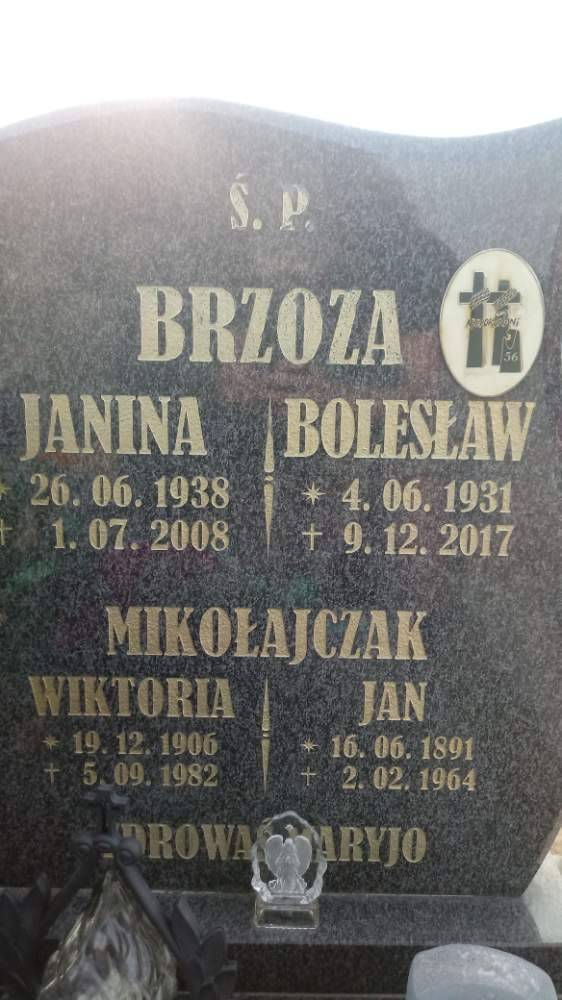 Ś. P.
BRZOZA
JANINA BOLESŁAW
* 26. 06. 1938 * 4. 06. 1931
+ 1. 07. 2008 + 9. 12. 2017
56
MIKOŁAJCZAK
WIKTORIA JAN
* 19. 12. 1906 * 16. 06. 1891
+ 5. 09. 1982 + 2. 02. 1964